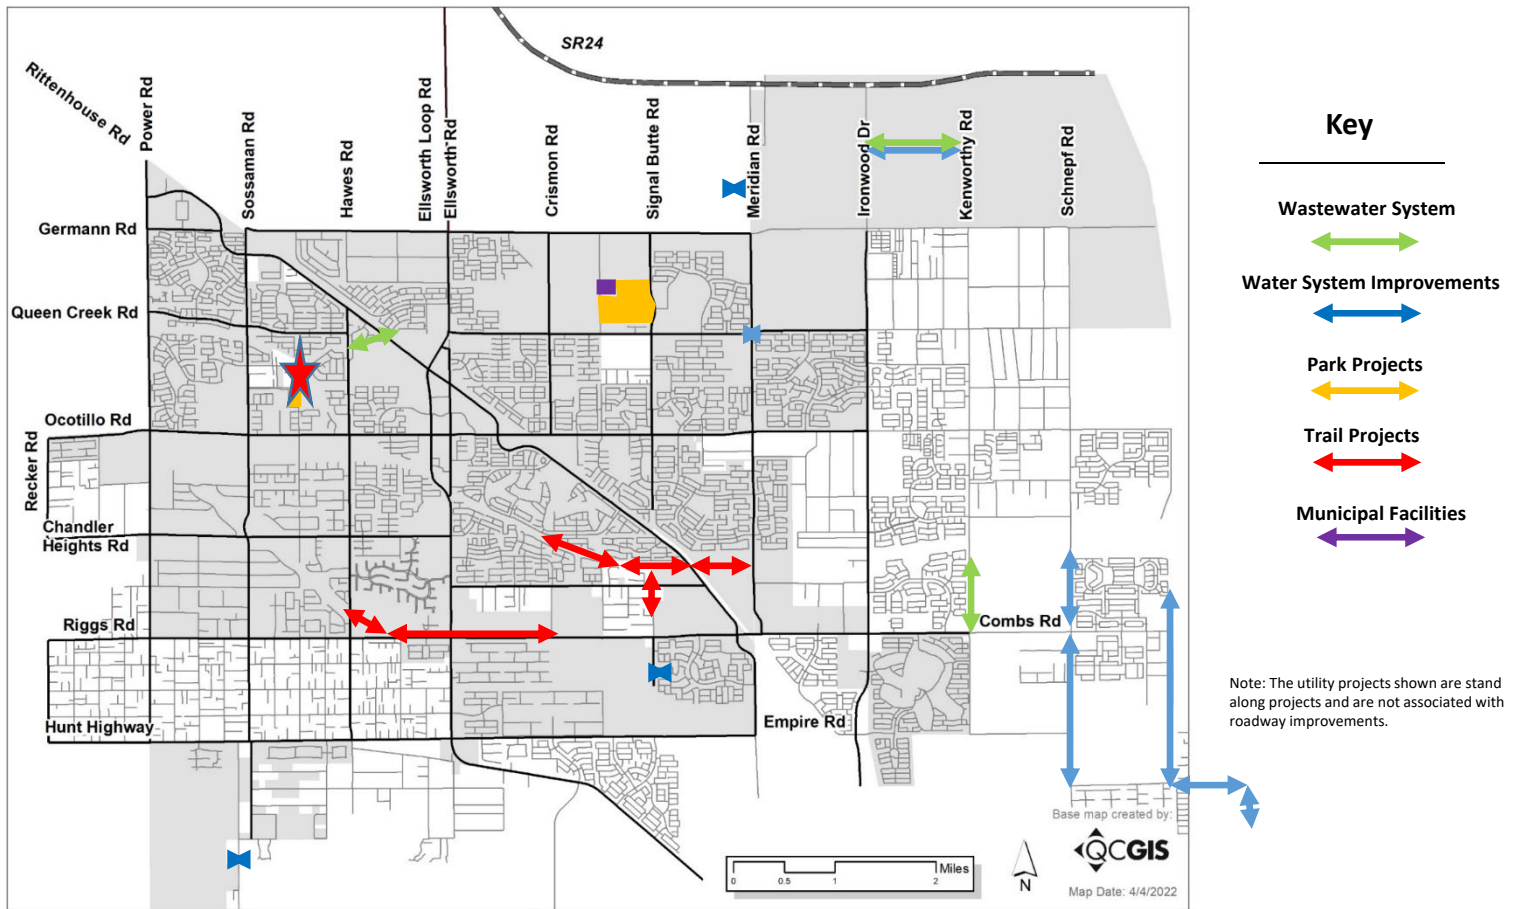 SR24
Rittenhouse Rd
Power Rd
Sossaman Rd
Hawes Rd
Ellsworth Loop Rd
Ellsworth Rd
Crismon Rd
Signal Butte Rd
Meridian Rd
Ironwood Dr
Kenworthy Rd
Schnepf Rd
Germann Rd
Queen Creek Rd
Ocotillo Rd
Recker Rd
Chandler
Heights Rd
Riggs Rd
Combs Rd
Hunt Highway
Empire Rd
Base map created by:
QCGIS
Map Date: 4/4/2022
N
Miles
0 0.5 1 2
Key
Wastewater System
Water System Improvements
Park Projects
Trail Projects
Municipal Facilities
Note: The utility projects shown are stand
along projects and are not associated with
roadway improvements.